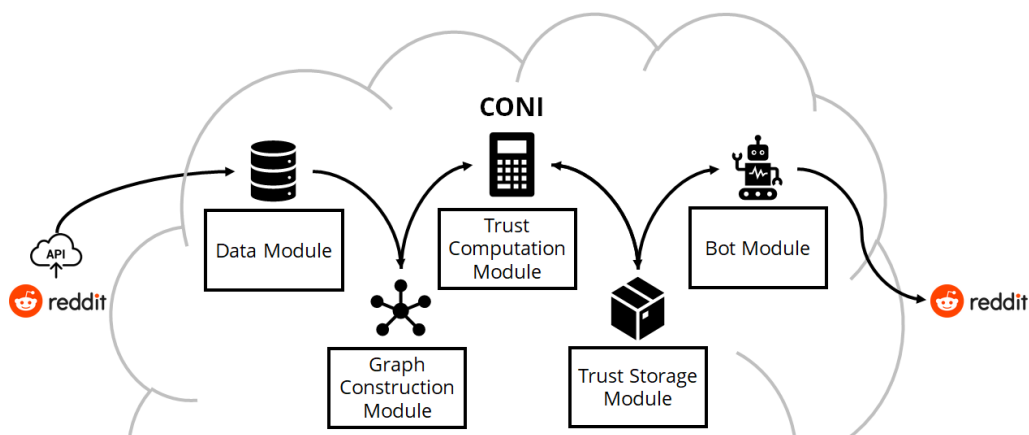 CONI
API
reddit
Data Module
Trust
Computation
Module
Bot Module
reddit
Graph
Construction
Module
Trust Storage
Module